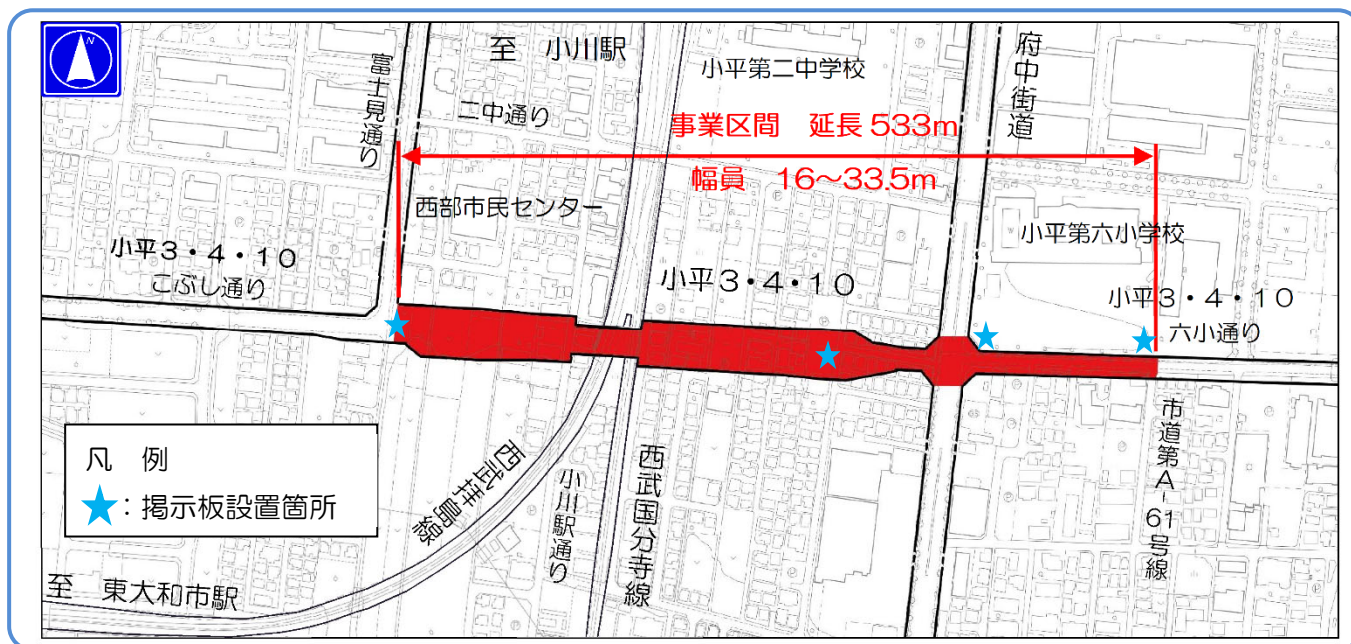 N
至 小川駅
小平第二中学校
府中街道
富士見通り
二中通り
事業区間 延長533m
幅員 16～33.5m
西部市民センター
小平第六小学校
小平3・4・10
こぶし通り
小平3・4・10
小平3・4・10
六小通り
凡 例
★：掲示板設置箇所
西武拝島線
小川駅通り
西武国分寺線
市道第A-61号線
至 東大和市駅